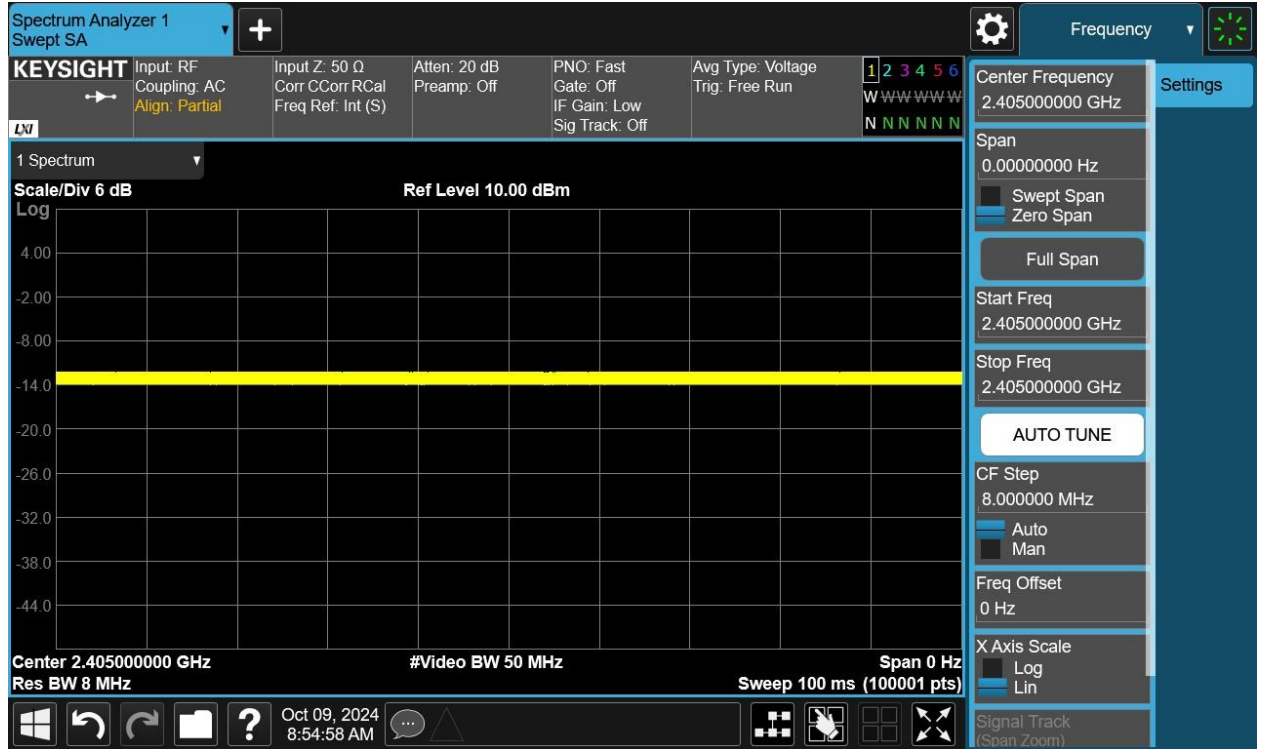 Spectrum Analyzer 1
Swept SA
Frequency
KEYSIGHT
LXI
Input: RF
Coupling: AC
Align: Partial
Input Z: 50 Ω
Corr CCorr RCal
Freq Ref: Int (S)
Atten: 20 dB
Preamp: Off
PNO: Fast
Gate: Off
IF Gain: Low
Sig Track: Off
Avg Type: Voltage
Trig: Free Run
1 2 3 4 5 6
W W W W W W
N N N N N N
1 Spectrum
Scale/Div 6 dB
Ref Level 10.00 dBm
Log
4.00
-2.00
-8.00
-14.0
-20.0
-26.0
-32.0
-38.0
-44.0
Center 2.405000000 GHz
#Video BW 50 MHz
Span 0 Hz
Res BW 8 MHz
Sweep 100 ms (100001 pts)
Center Frequency
2.405000000 GHz
Settings
Span
0.00000000 Hz
Swept Span
Zero Span
Full Span
Start Freq
2.405000000 GHz
Stop Freq
2.405000000 GHz
AUTO TUNE
CF Step
8.000000 MHz
Auto
Man
Freq Offset
0 Hz
X Axis Scale
Log
Lin
Signal Track
(Span Zoom)
?
Oct 09, 2024
8:54:58 AM